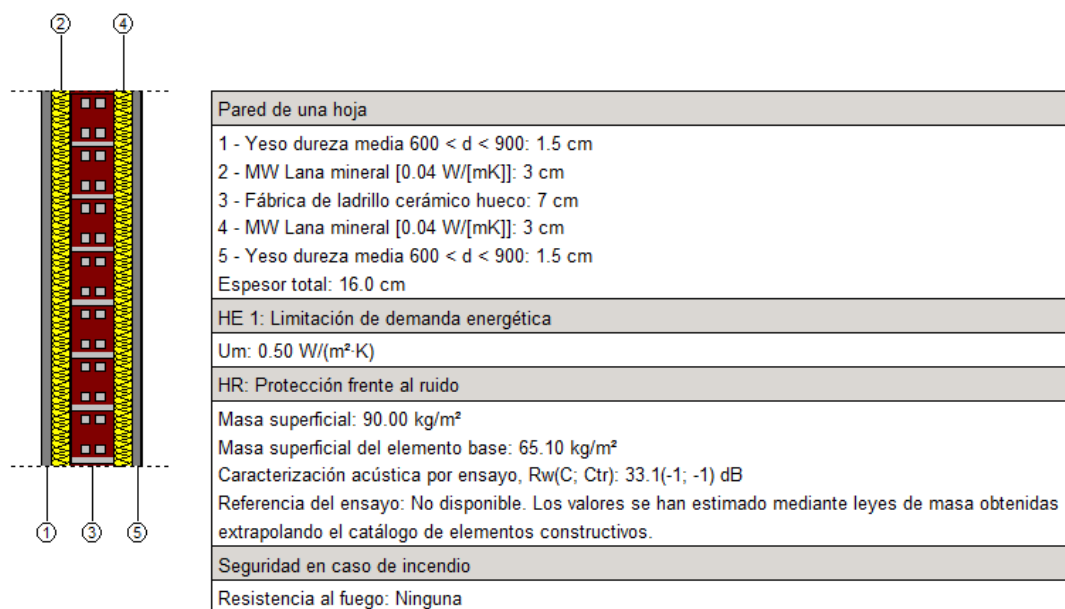 2
4
Pared de una hoja
1 - Yeso dureza media 600 < d < 900: 1.5 cm
2 - MW Lana mineral [0.04 W/[mK]]: 3 cm
3 - Fábrica de ladrillo cerámico hueco: 7 cm
4 - MW Lana mineral [0.04 W/[mK]]: 3 cm
5 - Yeso dureza media 600 < d < 900: 1.5 cm
Espesor total: 16.0 cm
HE 1: Limitación de demanda energética
Um: 0.50 W/(m²·K)
HR: Protección frente al ruido
Masa superficial: 90.00 kg/m²
Masa superficial del elemento base: 65.10 kg/m²
Caracterización acústica por ensayo, Rw(C; Ctr): 33.1(-1; -1) dB
Referencia del ensayo: No disponible. Los valores se han estimado mediante leyes de masa obtenidas
extrapolando el catálogo de elementos constructivos.
Seguridad en caso de incendio
Resistencia al fuego: Ninguna
1
3
5